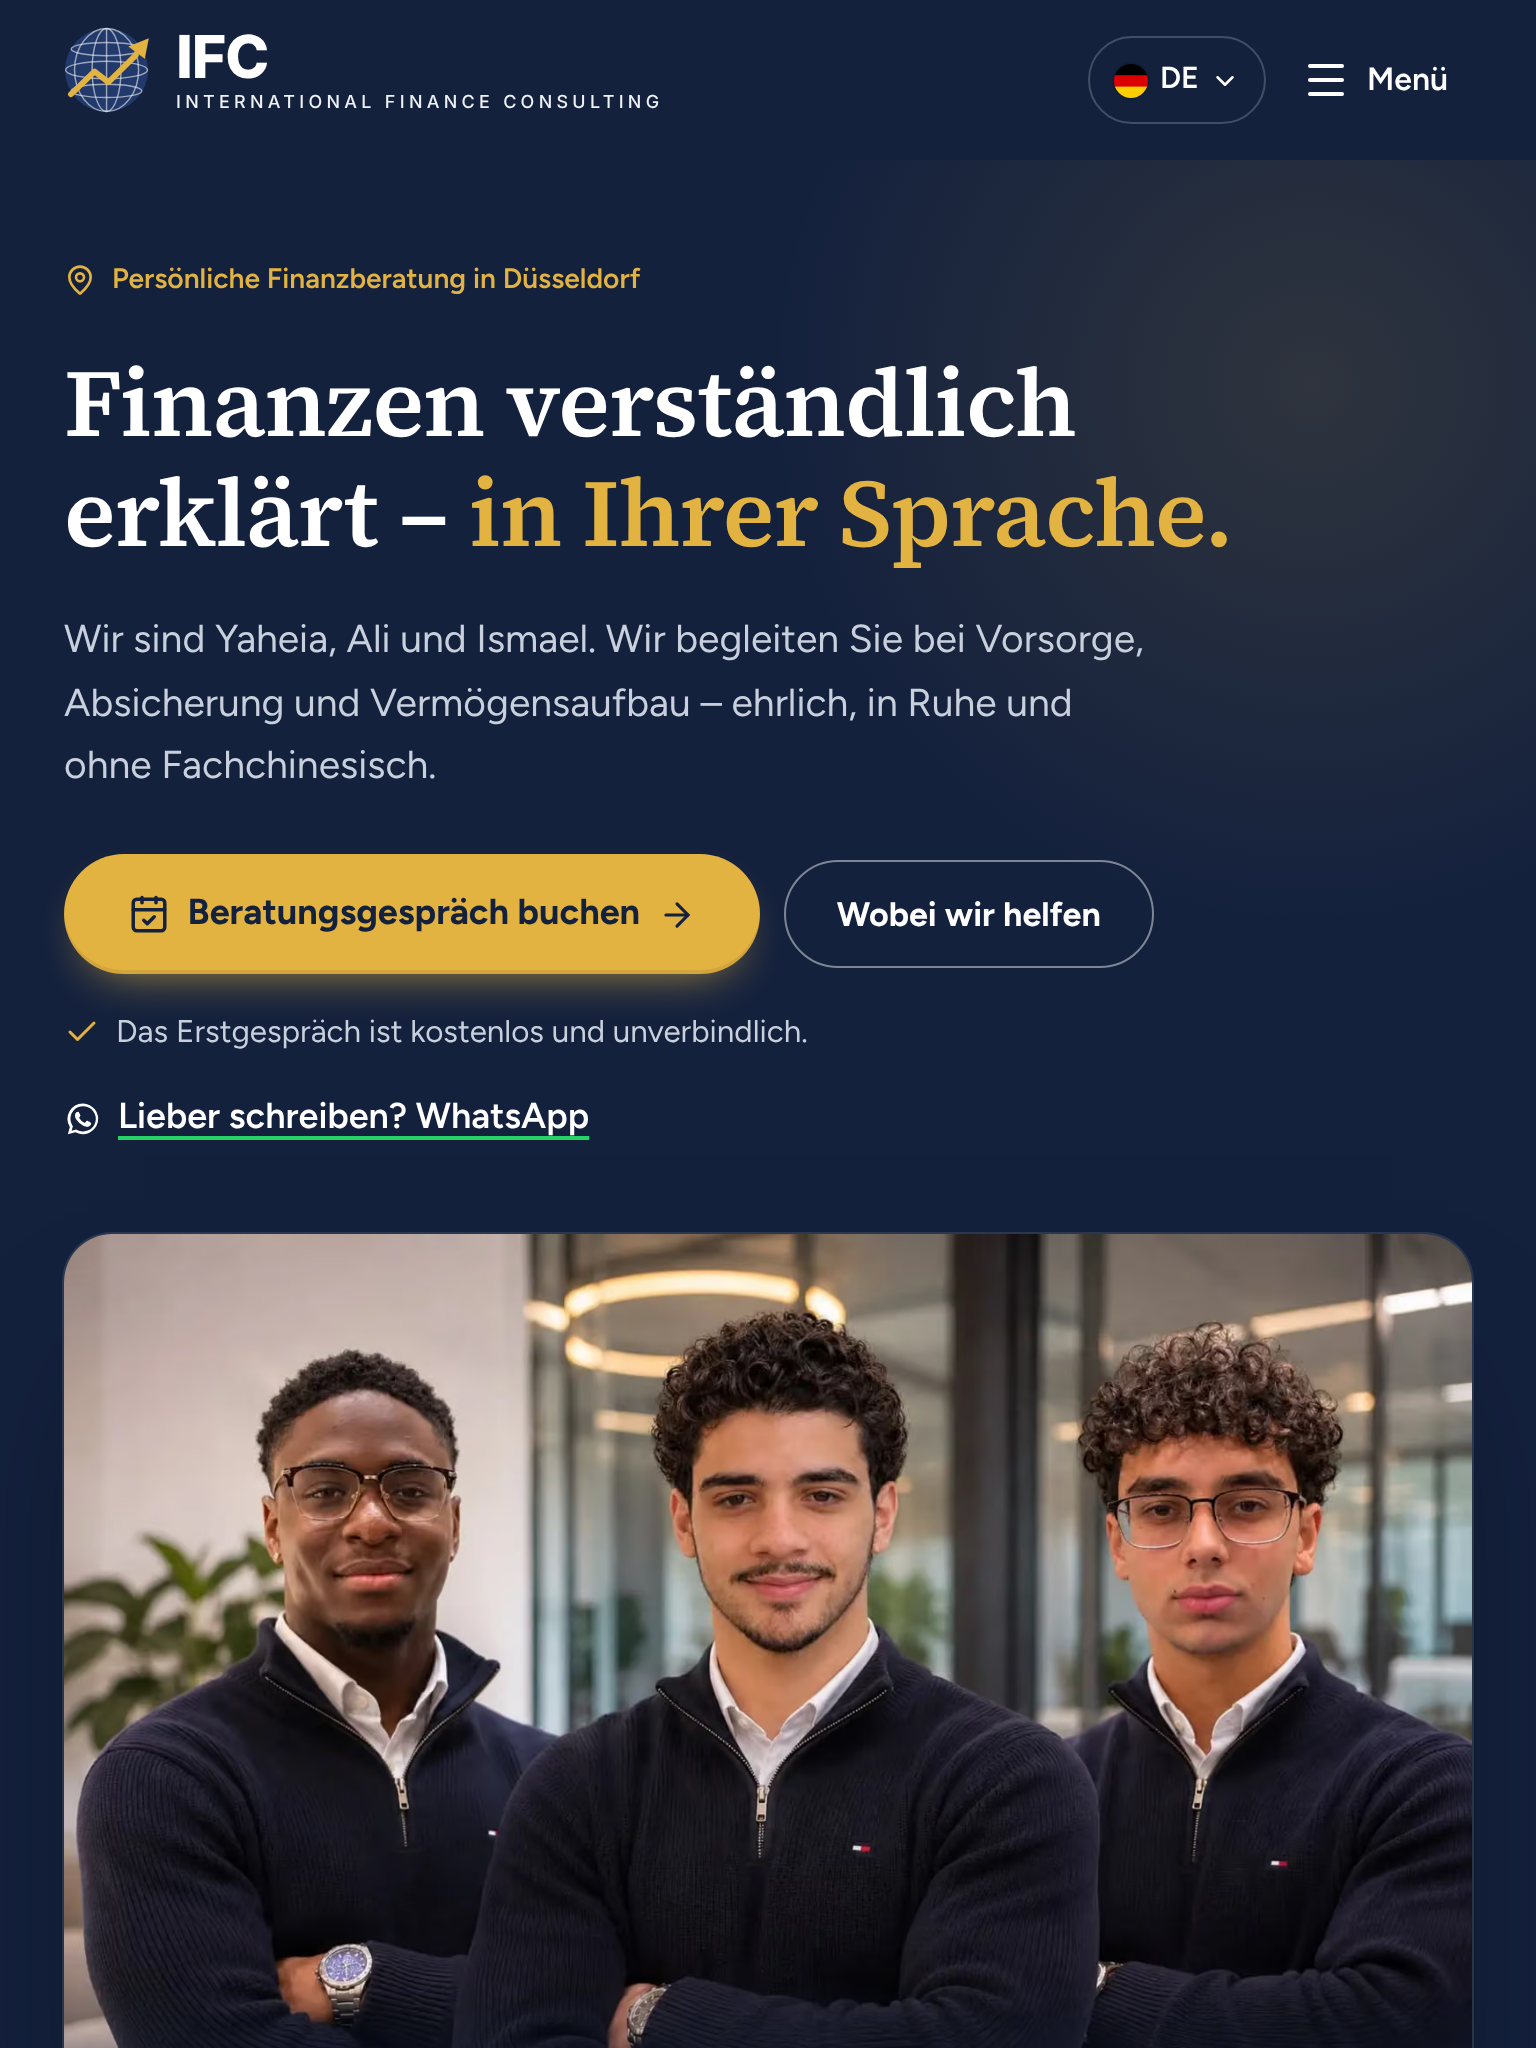 IFC
INTERNATIONAL FINANCE CONSULTING
DE
Menü
Persönliche Finanzberatung in Düsseldorf
Finanzen verständlich
erklärt – in Ihrer Sprache.
Wir sind Yaheia, Ali und Ismael. Wir begleiten Sie bei Vorsorge,
Absicherung und Vermögensaufbau – ehrlich, in Ruhe und
ohne Fachchinesisch.
Beratungsgespräch buchen
Wobei wir helfen
Das Erstgespräch ist kostenlos und unverbindlich.
Lieber schreiben? WhatsApp